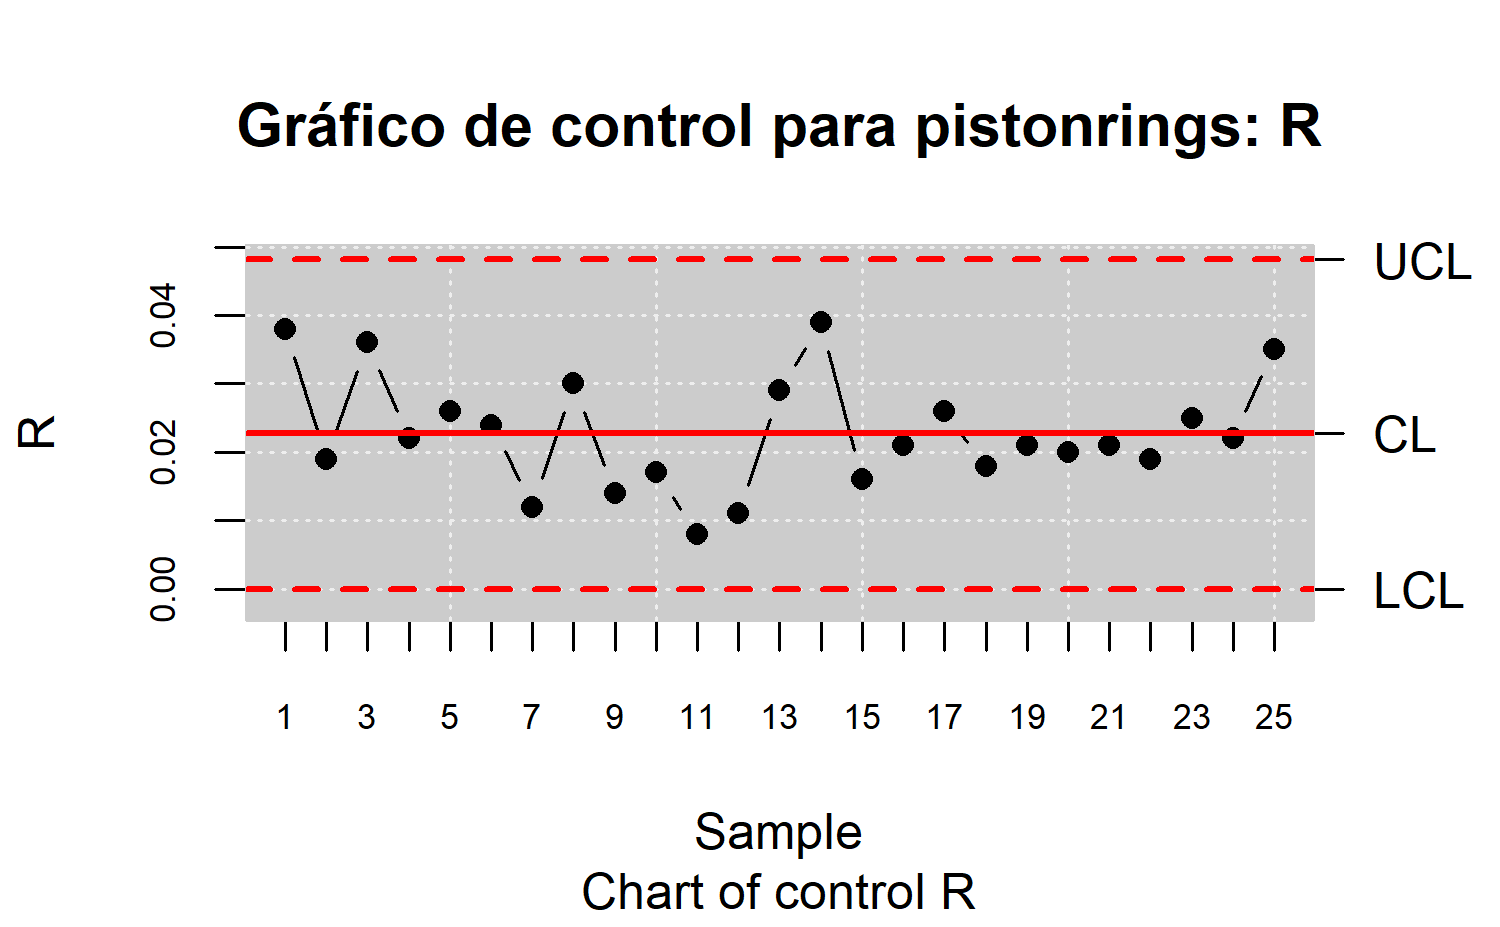 Gráfico de control para pistonrings: R
R
0.04
0.02
0.00
UCL
CL
LCL
1 3 5 7 9 11 13 15 17 19 21 23 25
Sample
Chart of control R